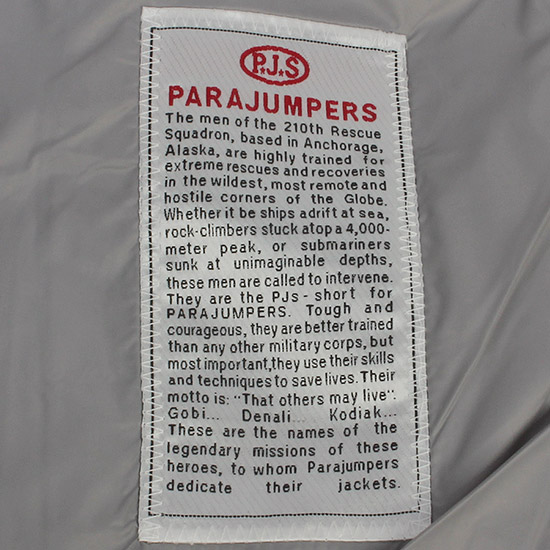 P.J.S
PARAJUMPERS
The men of the 210th Rescue
Squadron, based in Anchorage,
Alaska, are highly trained for
extreme rescues and recoveries
in the wildest, most remote and
hostile corners of the Globe.
Whether it be ships adrift at sea,
rock-climbers stuck atop a 4,000-
meter peak, or submariners
sunk at unimaginable depths,
these men are called to intervene.
They are the PJs - short for
PARAJUMPERS. Tough and
courageous, they are better trained
than any other military corps, but
most important,they use their skills
and techniques to save lives. Their
motto is: "That others may live".
Gobi... Denali... Kodiak...
These are the names of the
legendary missions of these
heroes, to whom Parajumpers
dedicate their jackets.